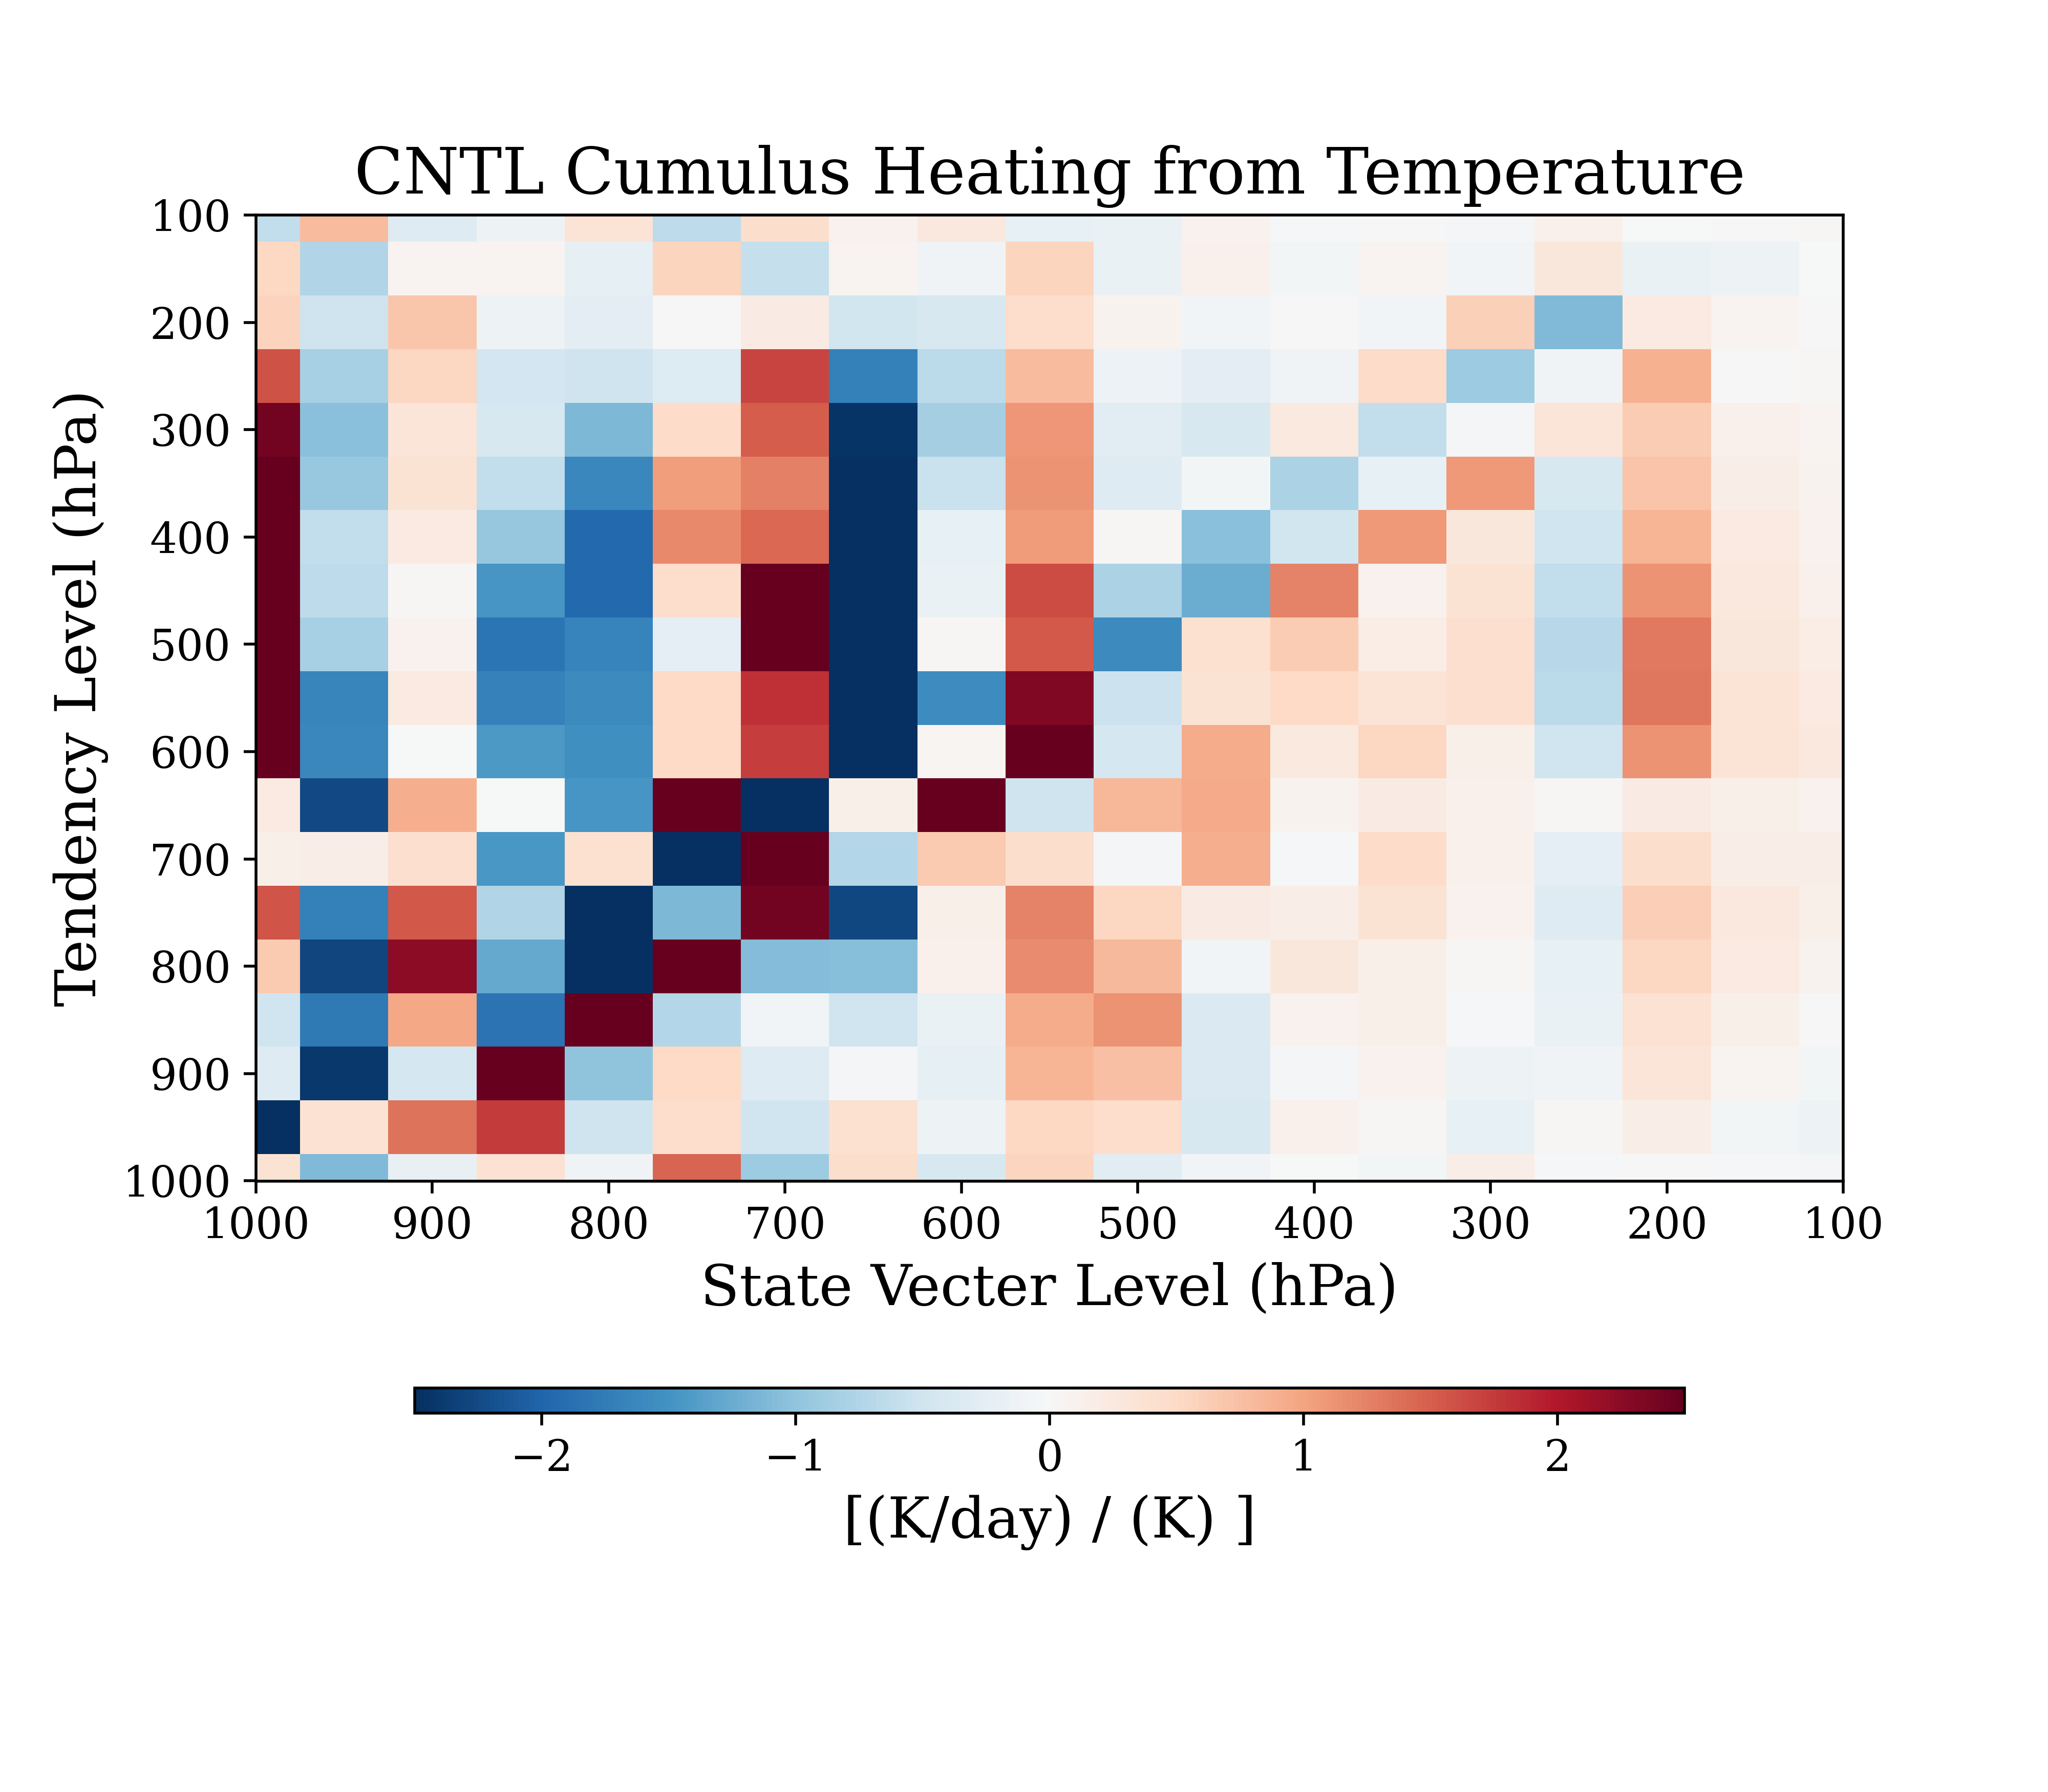 CNTL Cumulus Heating from Temperature
100
200
300
400
500
600
700
800
900
1000
Tendency Level (hPa)
1000 900 800 700 600 500 400 300 200 100
State Vecter Level (hPa)
−2 −1 0 1 2
[(K/day) / (K) ]